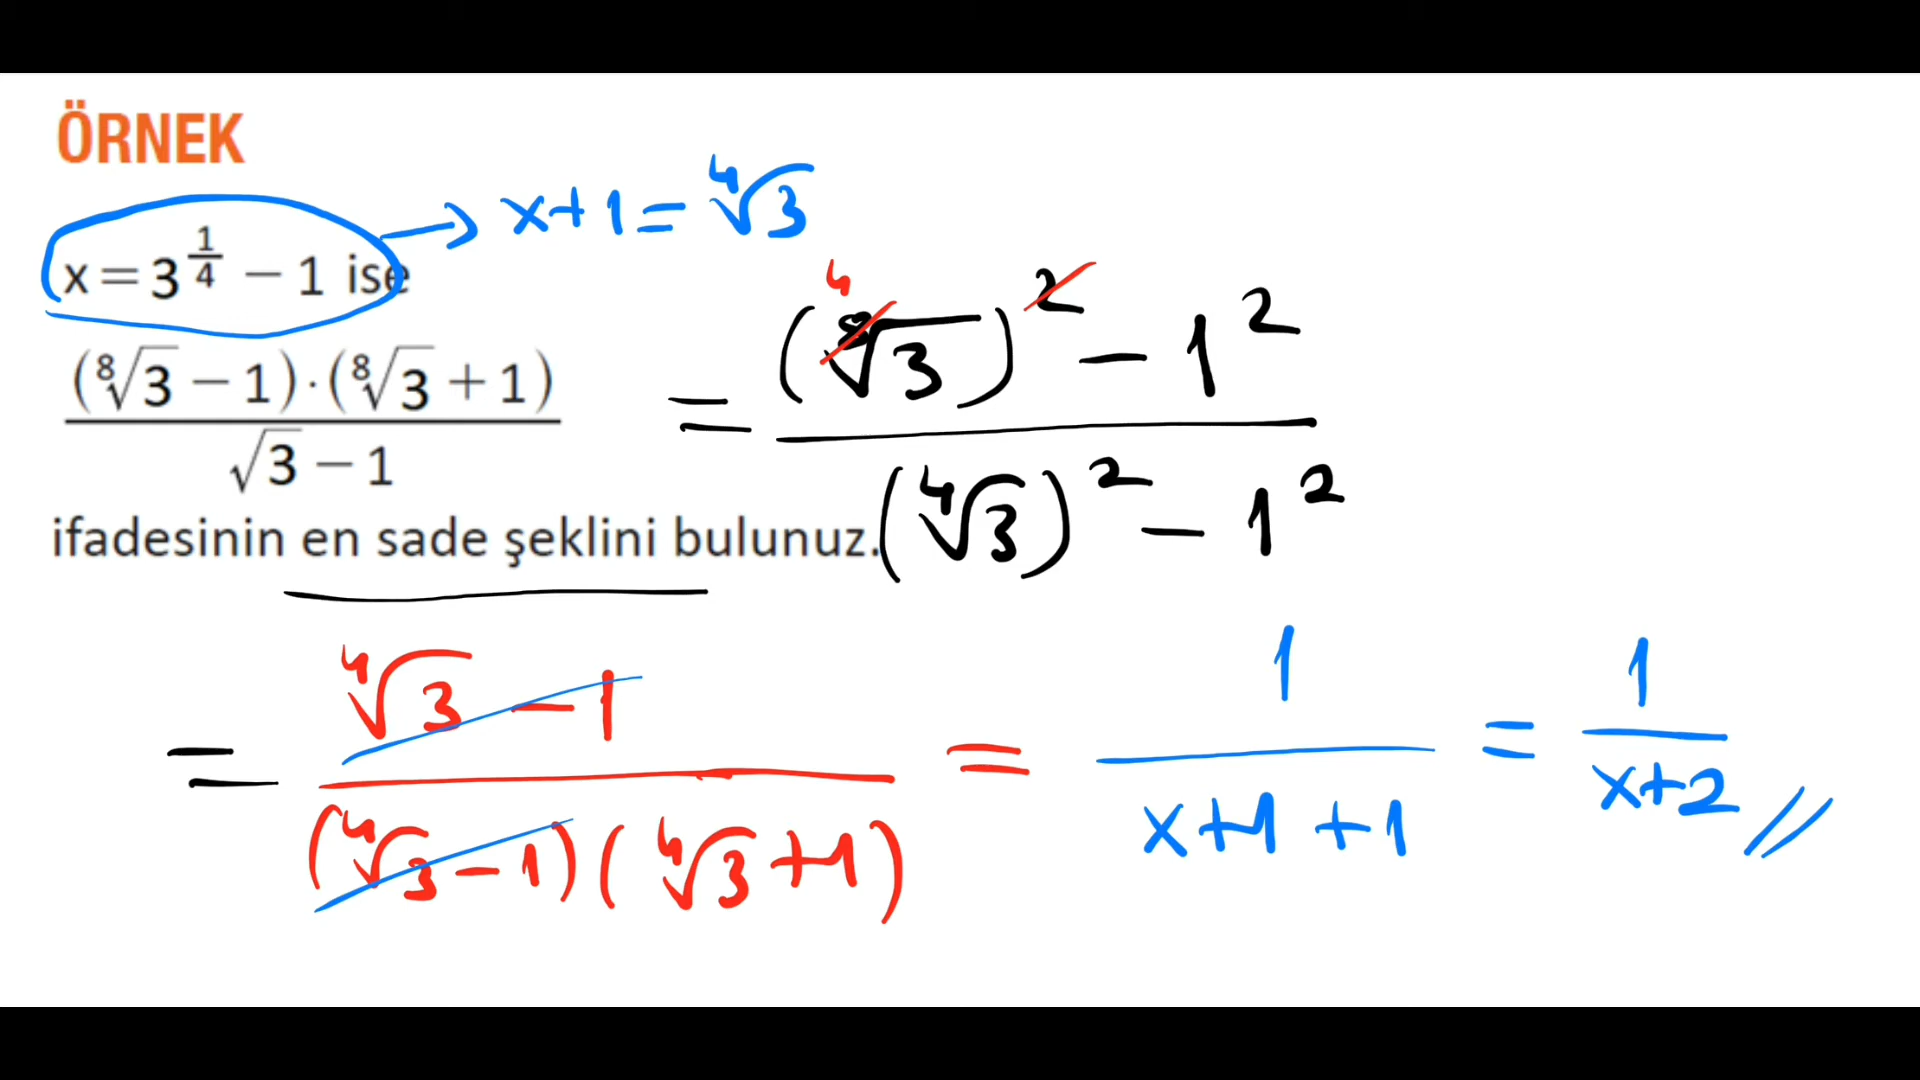 ÖRNEK
x = 3^{1/4} − 1 ise
→ x+1 = ⁴√3
(⁸√3 − 1)·(⁸√3 + 1)
√3 − 1
ifadesinin en sade şeklini bulunuz.
= (⁸√3)² − 1²
4
(⁴√3)² − 1²
= ⁴√3 − 1
(⁴√3 − 1)(⁴√3 + 1)
= 1
x+1 +1
= 1
x+2 //